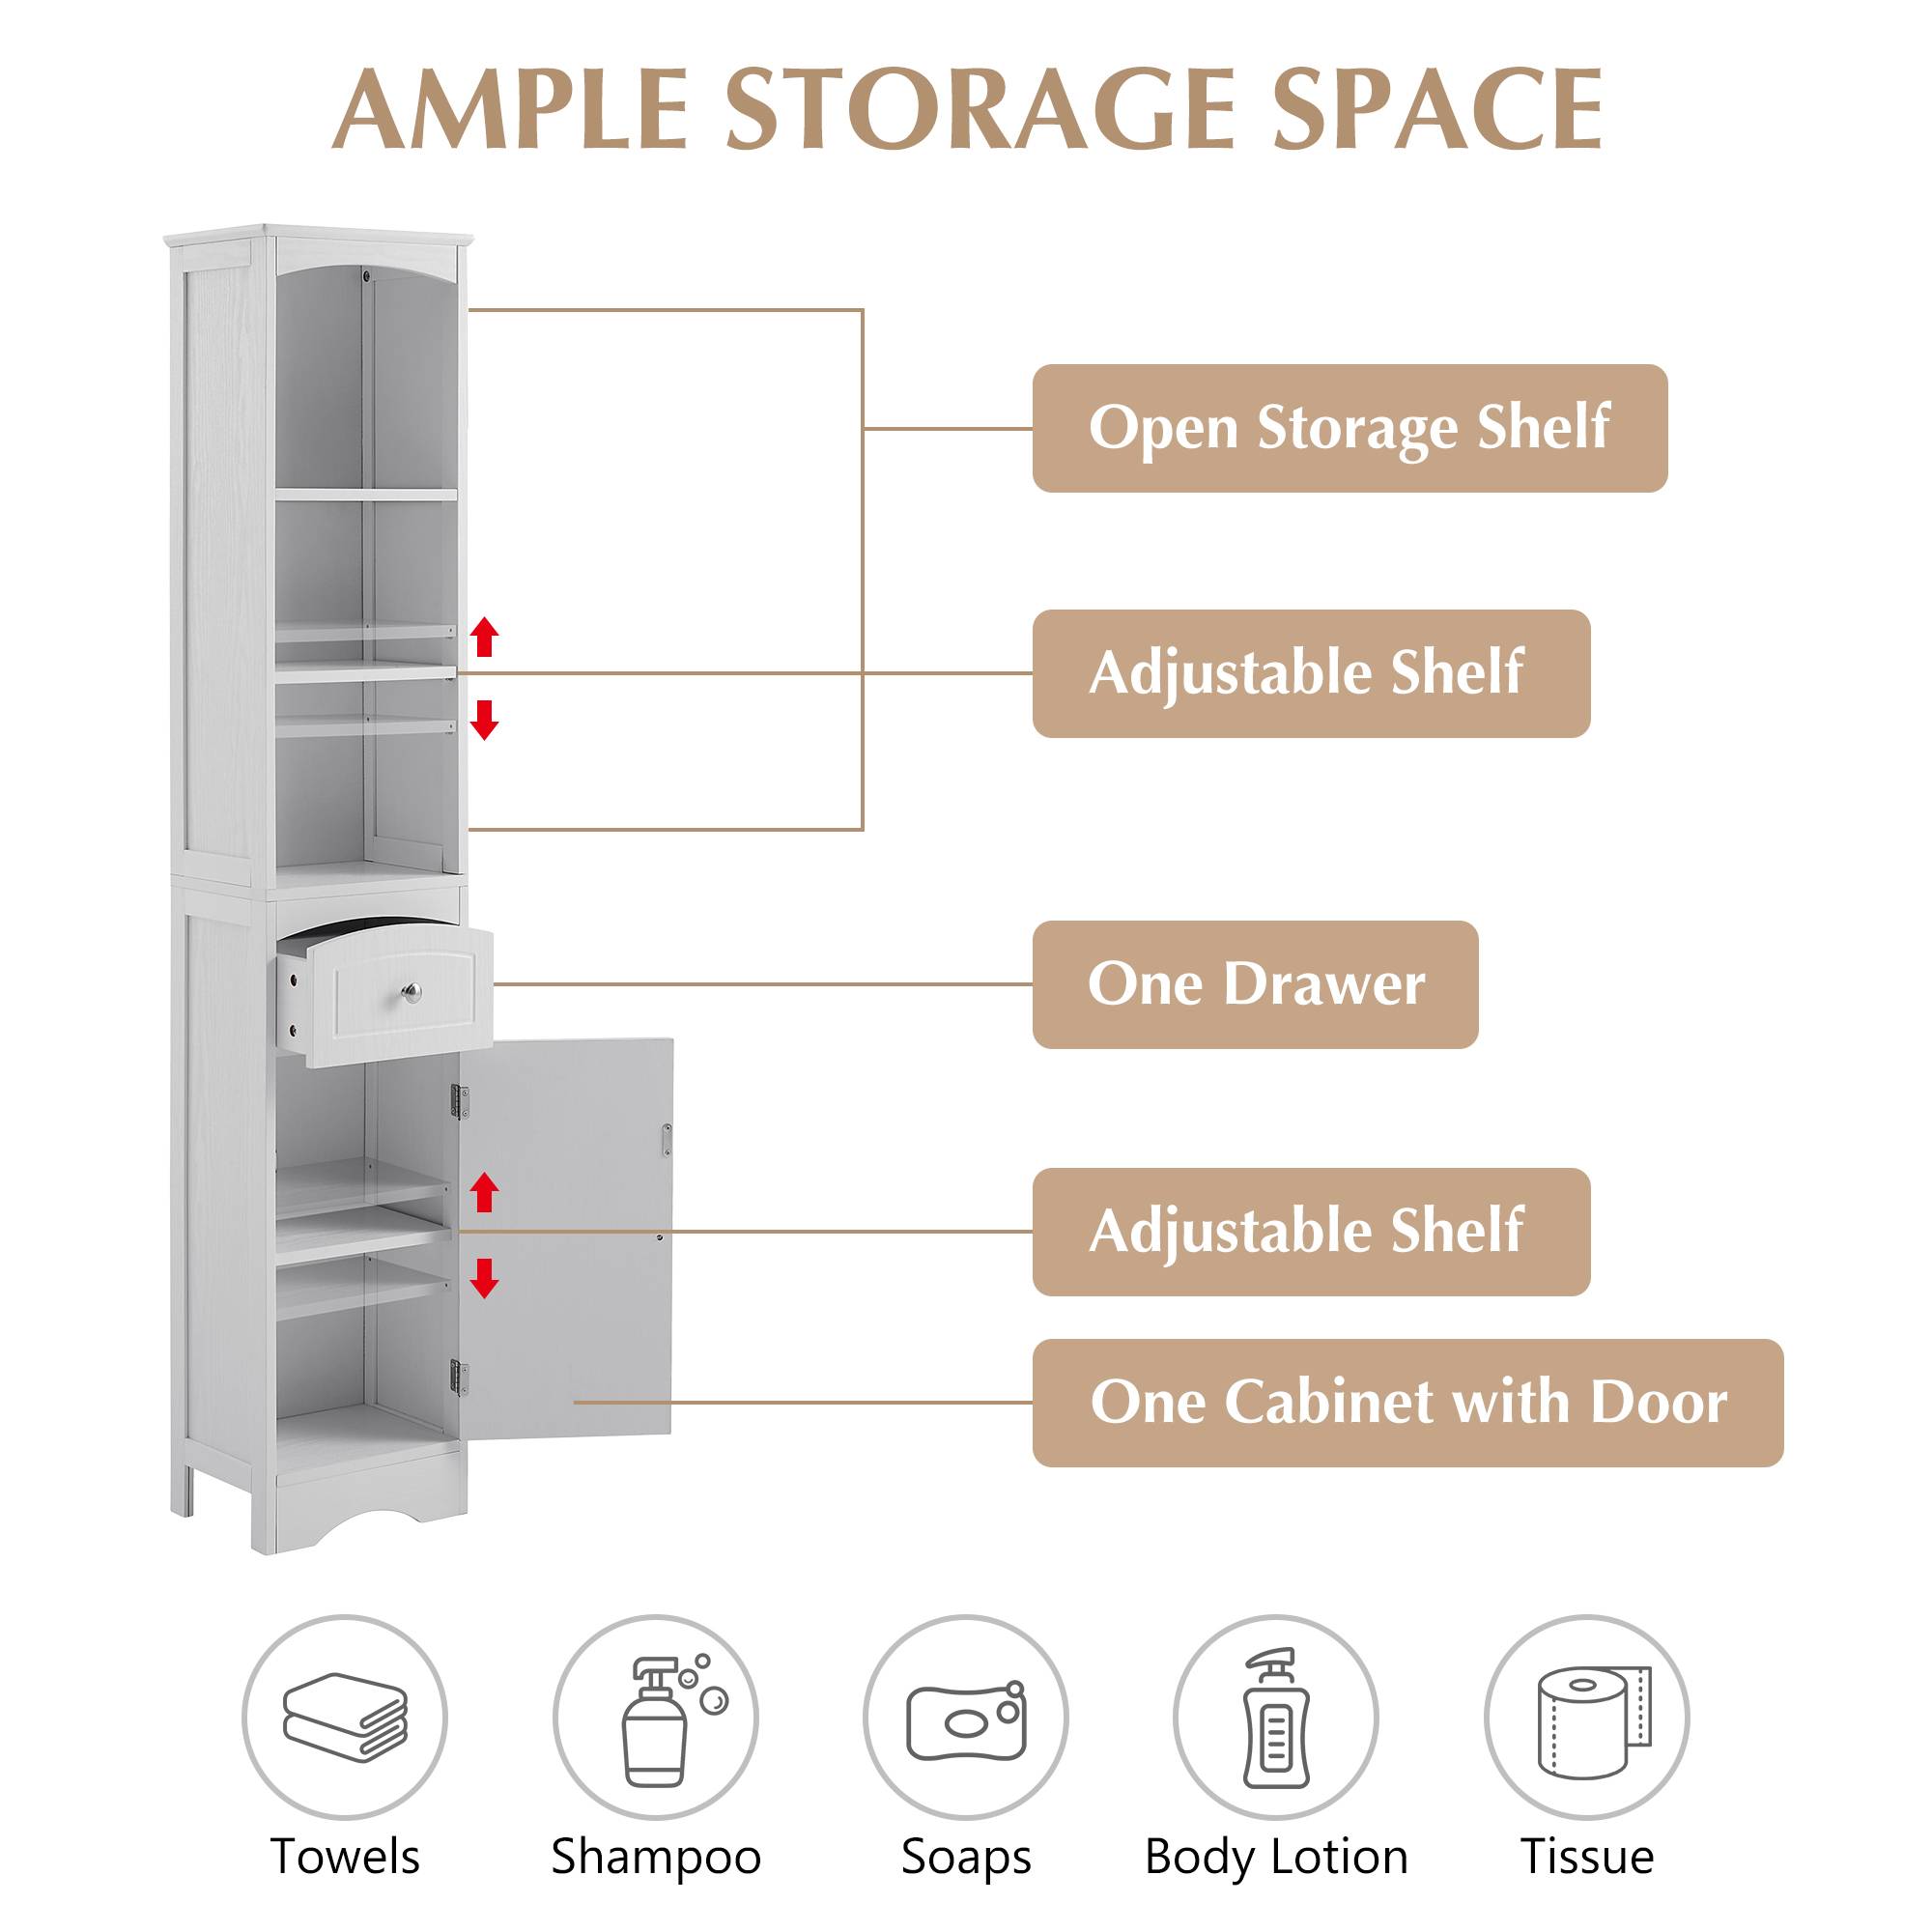 AMPLE STORAGE SPACE
Open Storage Shelf
Adjustable Shelf
One Drawer
Adjustable Shelf
One Cabinet with Door
Towels
Shampoo
Soaps
Body Lotion
Tissue